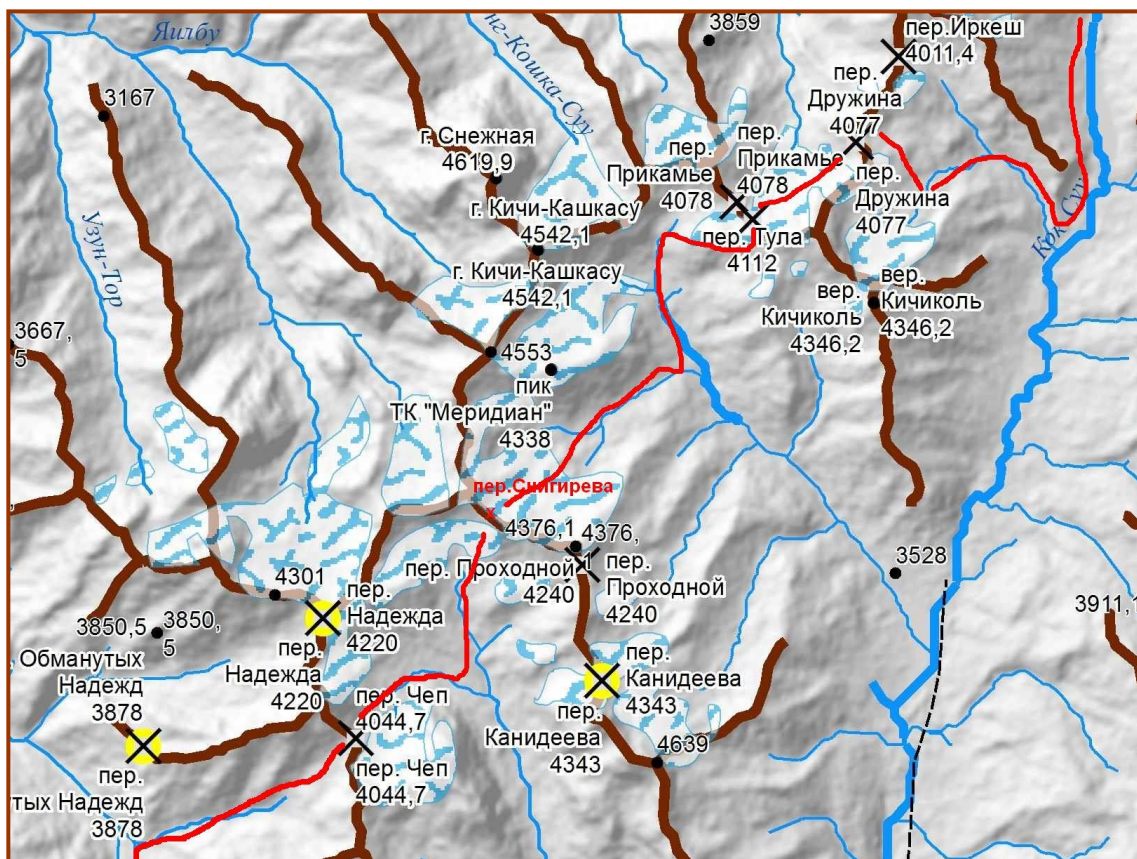 Яилбу
нг-Кошка-Суу
3859
пер.Иркеш
4011,4
пер.
Дружина
4077
3167
г. Снежная
4619,9
пер.
Прикамье
4078
пер.
Прикамье
4078
пер.
Дружина
4077
г. Кичи-Кашкасу
4542,1
пер. Тула
4112
Кок-Суу
Узун-Тор
г. Кичи-Кашкасу
4542,1
вер.
Кичиколь
4346,2
вер.
Кичиколь
4346,2
3667,
5
4553
пик
ТК "Меридиан"
4338
пер.Снигирева
x
4376,1
4376,
1
пер. Проходной
4240
пер.
Проходной
4240
3528
4301
пер.
Надежда
4220
3911,
3850,5
3850,
5
пер.
Надежда
4220
Обманутых
Надежд
3878
пер.
Канидеева
4343
пер. Чеп
4044,7
пер.
Канидеева
4343
4639
пер. Чеп
4044,7
пер.
тых Надежд
3878